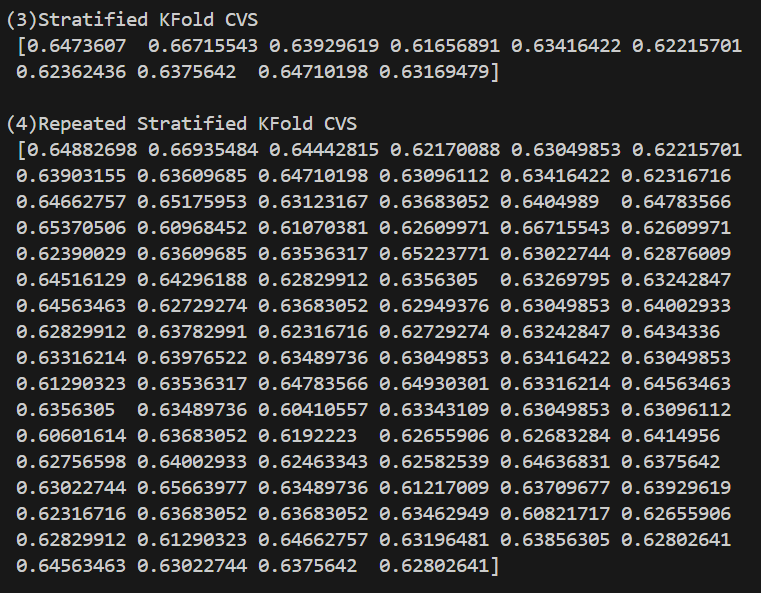 (3)Stratified KFold CVS
[0.6473607  0.66715543 0.63929619 0.61656891 0.63416422 0.62215701
0.62362436 0.6375642  0.64710198 0.63169479]
(4)Repeated Stratified KFold CVS
[0.64882698 0.66935484 0.64442815 0.62170088 0.63049853 0.62215701
0.63903155 0.63609685 0.64710198 0.63096112 0.63416422 0.62316716
0.64662757 0.65175953 0.63123167 0.63683052 0.6404989  0.64783566
0.65370506 0.60968452 0.61070381 0.62609971 0.66715543 0.62609971
0.62390029 0.63609685 0.63536317 0.65223771 0.63022744 0.62876009
0.64516129 0.64296188 0.62829912 0.6356305  0.63269795 0.63242847
0.64563463 0.62729274 0.63683052 0.62949376 0.63049853 0.64002933
0.62829912 0.63782991 0.62316716 0.62729274 0.63242847 0.6434336
0.63316214 0.63976522 0.63489736 0.63049853 0.63416422 0.63049853
0.61290323 0.63536317 0.64783566 0.64930301 0.63316214 0.64563463
0.6356305  0.63489736 0.60410557 0.63343109 0.63049853 0.63096112
0.60601614 0.63683052 0.6192223  0.62655906 0.62683284 0.6414956
0.62756598 0.64002933 0.62463343 0.62582539 0.64636831 0.6375642
0.63022744 0.65663977 0.63489736 0.61217009 0.63709677 0.63929619
0.62316716 0.63683052 0.63683052 0.63462949 0.60821717 0.62655906
0.62829912 0.61290323 0.64662757 0.63196481 0.63856305 0.62802641
0.64563463 0.63022744 0.6375642  0.62802641]